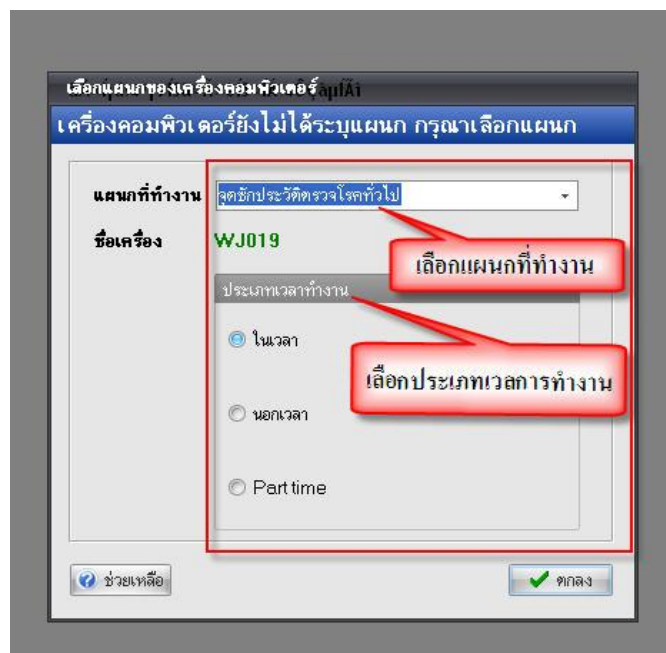 เลือกแผนกของเครื่องคอมพิวเตอร์
เครื่องคอมพิวเตอร์ยังไม่ได้ระบุแผนก กรุณาเลือกแผนก
แผนกที่ทำงาน จุดซักประวัติตรวจโรคทั่วไป
ชื่อเครื่อง WJ019
เลือกแผนกที่ทำงาน
ประเภทเวลาทำงาน
ในเวลา
เลือกประเภทเวลการทำงาน
นอกเวลา
Part time
ช่วยเหลือ
ตกลง